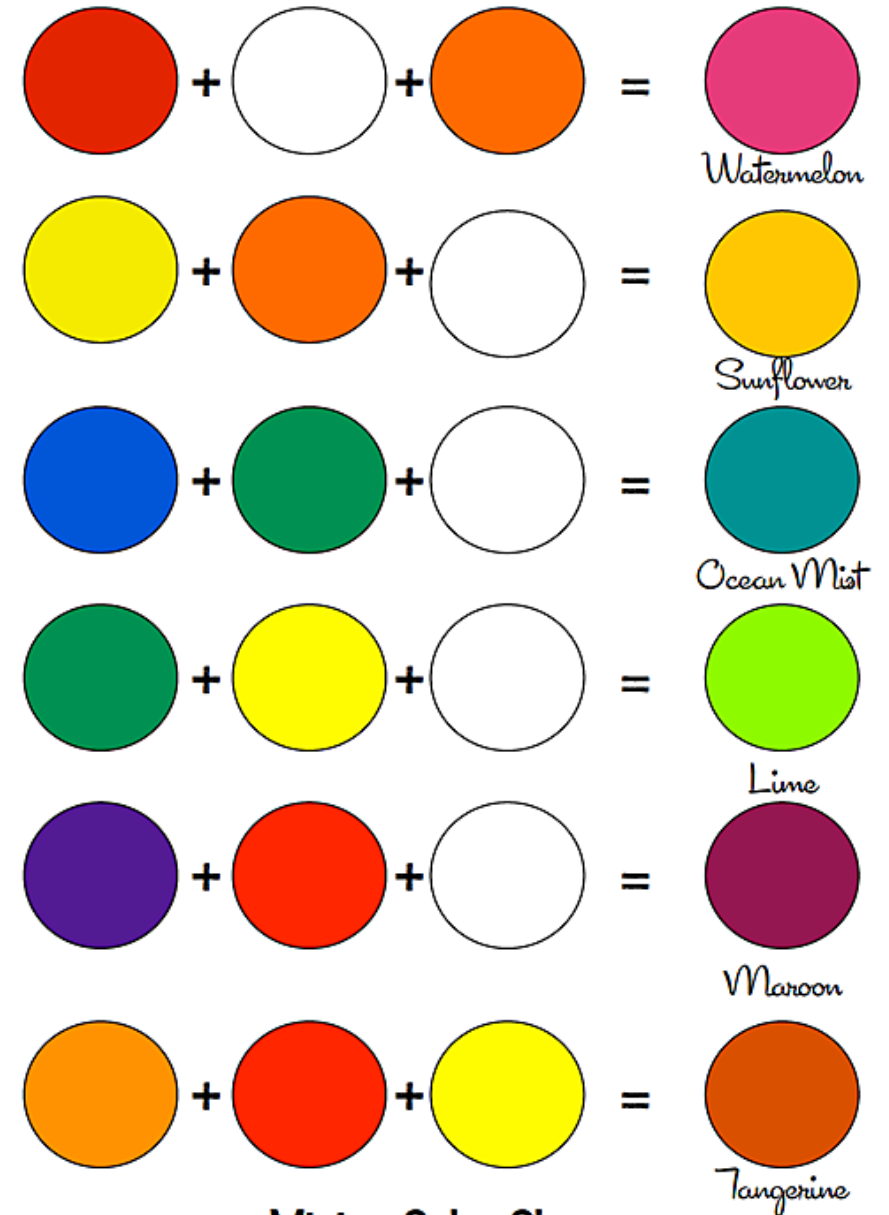 + + =
Watermelon
+ + =
Sunflower
+ + =
Ocean Mist
+ + =
Lime
+ + =
Maroon
+ + =
Tangerine